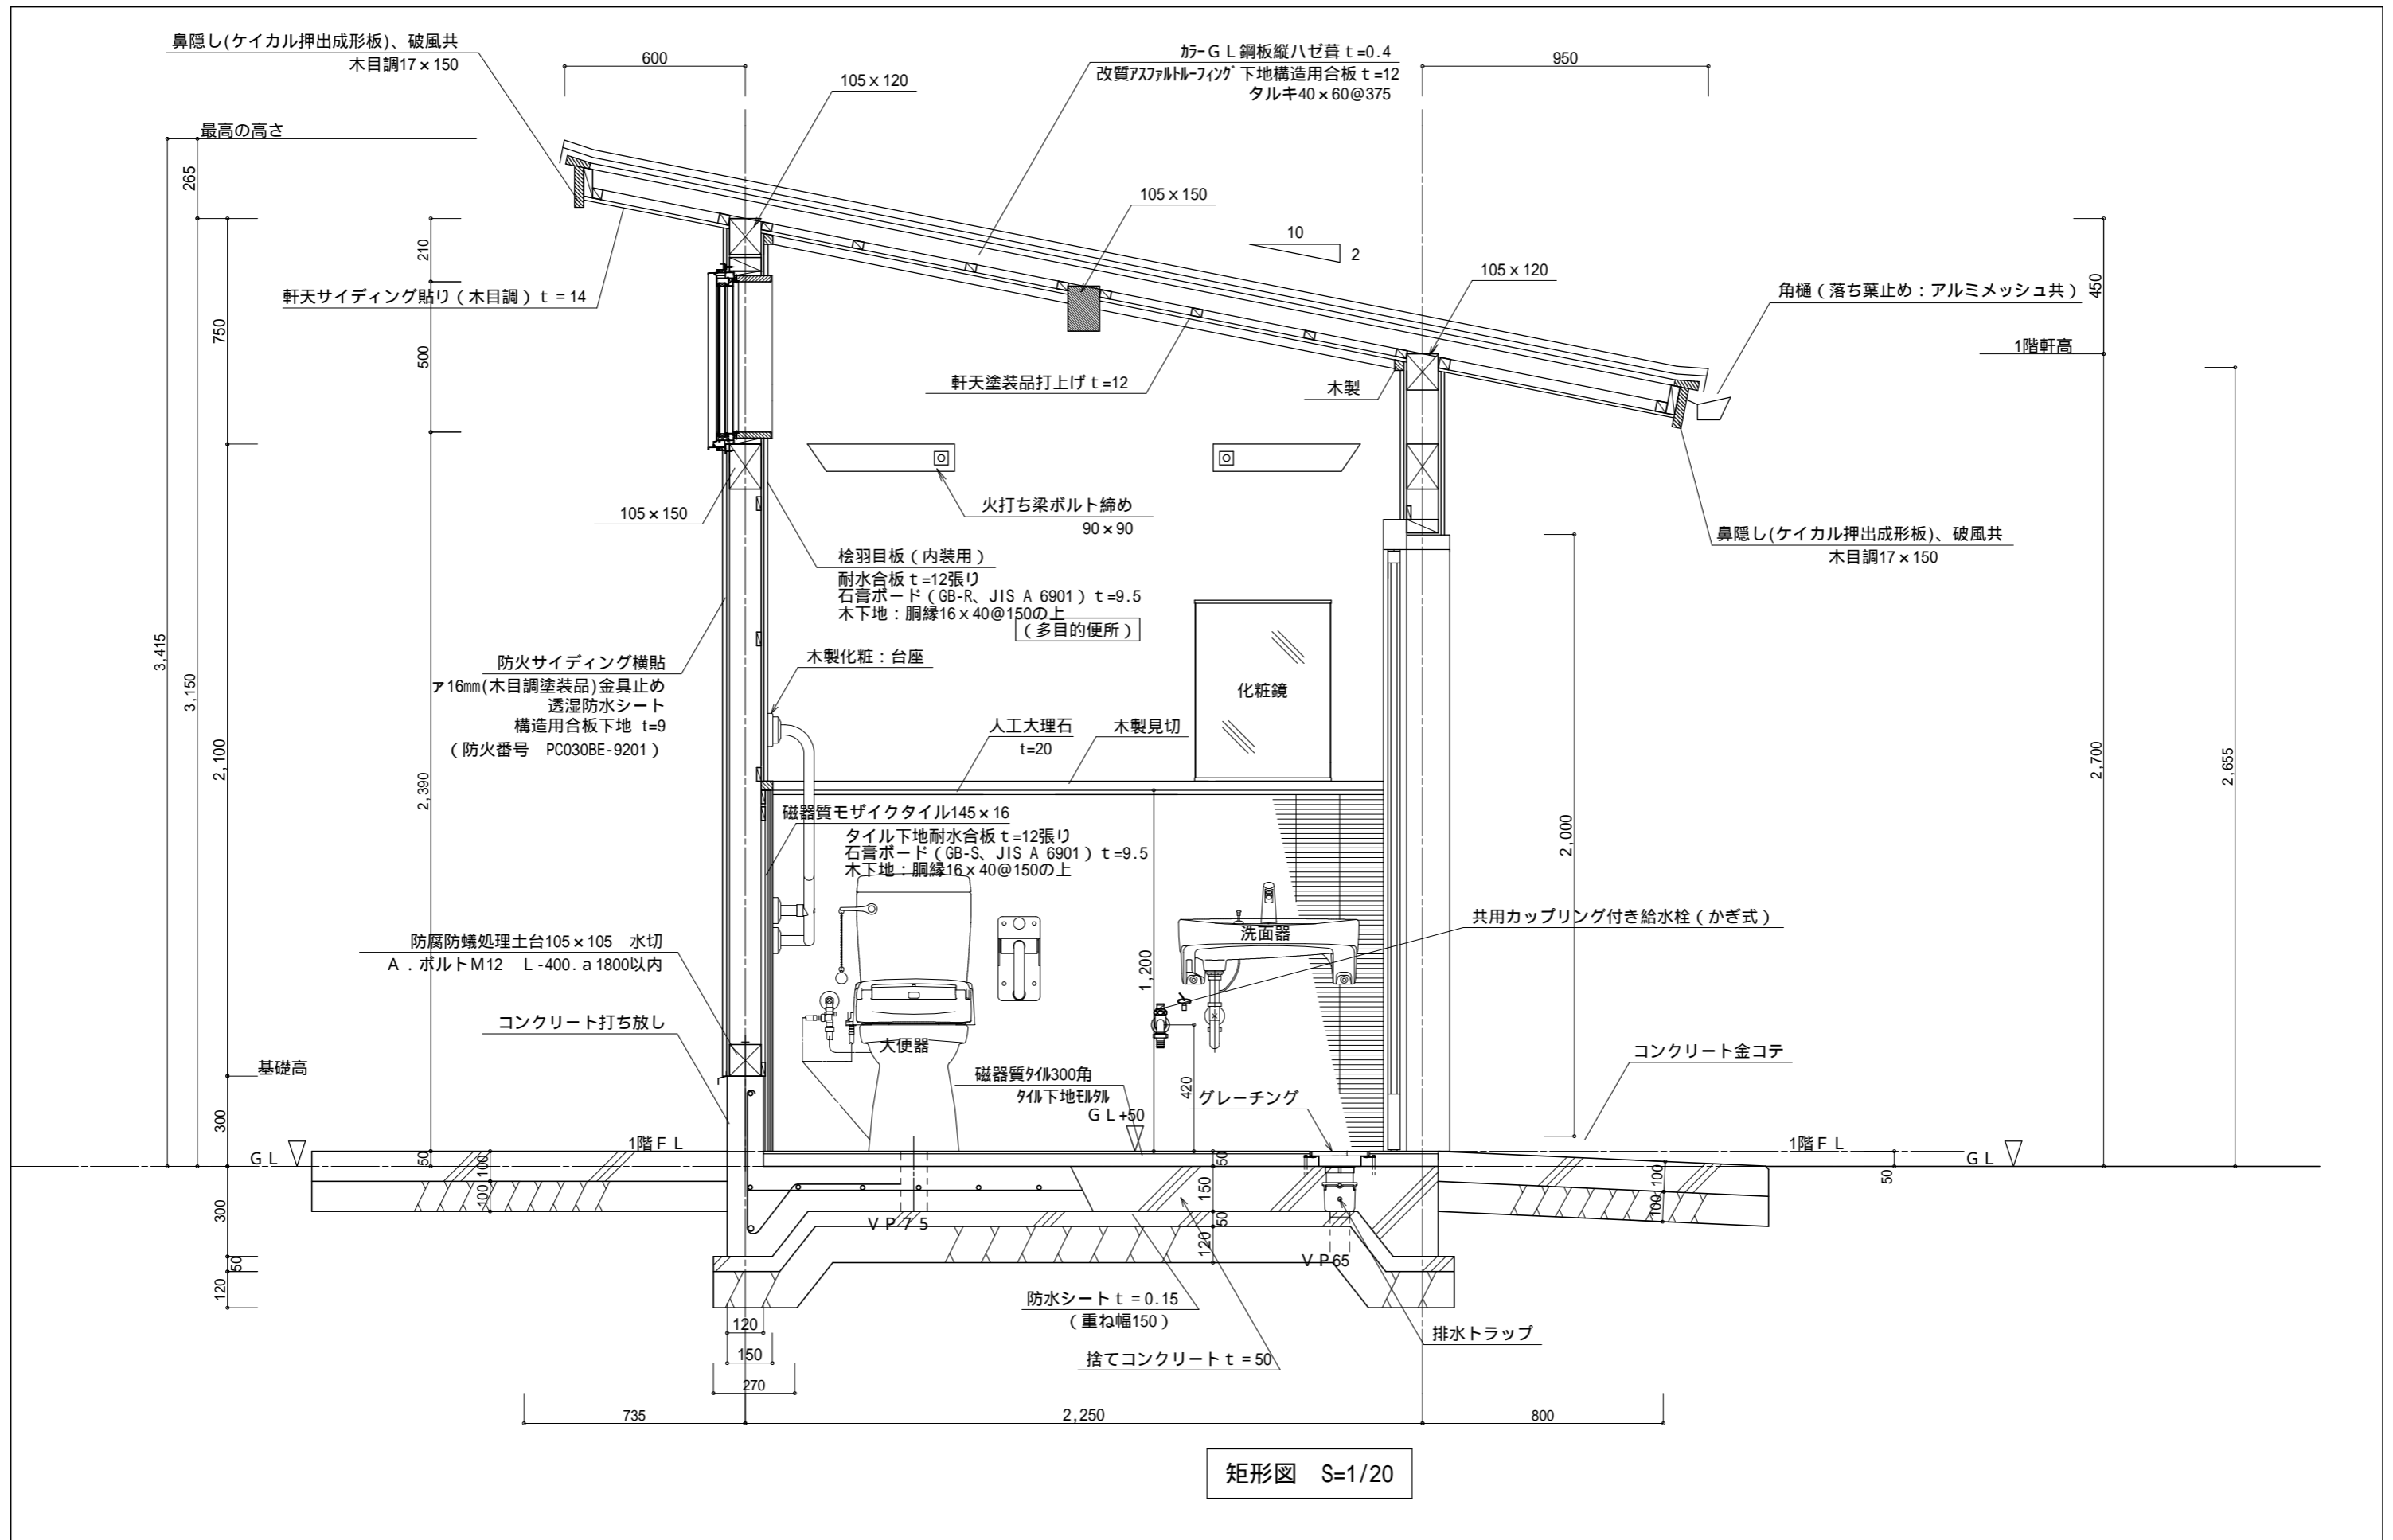 鼻隠し(ケイカル押出成形板)、破風共
木目調17×150
600
105×120
カラーＧＬ鋼板縦ハゼ葺ｔ=0.4
改質アスファルトルーフィング 下地構造用合板ｔ=12
タルキ40×60@375
950
最高の高さ
265
105×150
10
2
105×120
210
軒天サイディング貼り（木目調）ｔ＝14
角樋（落ち葉止め：アルミメッシュ共）
450
750
500
1階軒高
軒天塗装品打上げｔ=12
木製
105×150
火打ち梁ボルト締め
90×90
鼻隠し(ケイカル押出成形板)、破風共
木目調17×150
桧羽目板（内装用）
耐水合板ｔ=12張り
石膏ボード（GB-R、JIS A 6901）ｔ=9.5
木下地：胴縁16×40@150の上
（多目的便所）
3,415
3,150
2,100
2,390
防火サイディング横貼
ァ16㎜(木目調塗装品)金具止め
透湿防水シート
構造用合板下地 t=9
（防火番号　PC030BE-9201）
木製化粧：台座
化粧鏡
人工大理石
t=20
木製見切
2,700
2,655
2,000
磁器質モザイクタイル145×16
タイル下地耐水合板ｔ=12張り
石膏ボード（GB-S、JIS A 6901）ｔ=9.5
木下地：胴縁16×40@150の上
防腐防蟻処理土台105×105　水切
Ａ．ボルトＭ12　Ｌ-400.ａ1800以内
洗面器
共用カップリング付き給水栓（かぎ式）
1,200
コンクリート打ち放し
大便器
基礎高
磁器質タイル300角
タイル下地モルタル
ＧＬ+50
420
グレーチング
コンクリート金コテ
300
1階ＦＬ
ＧＬ
50
100
100
50
150
50
120
1階ＦＬ
ＧＬ
50
100
100
300
50
120
ＶＰ７５
ＶＰ65
防水シートｔ＝0.15
（重ね幅150）
排水トラップ
捨てコンクリートｔ＝50
120
150
270
735
2,250
800
矩形図　S=1/20